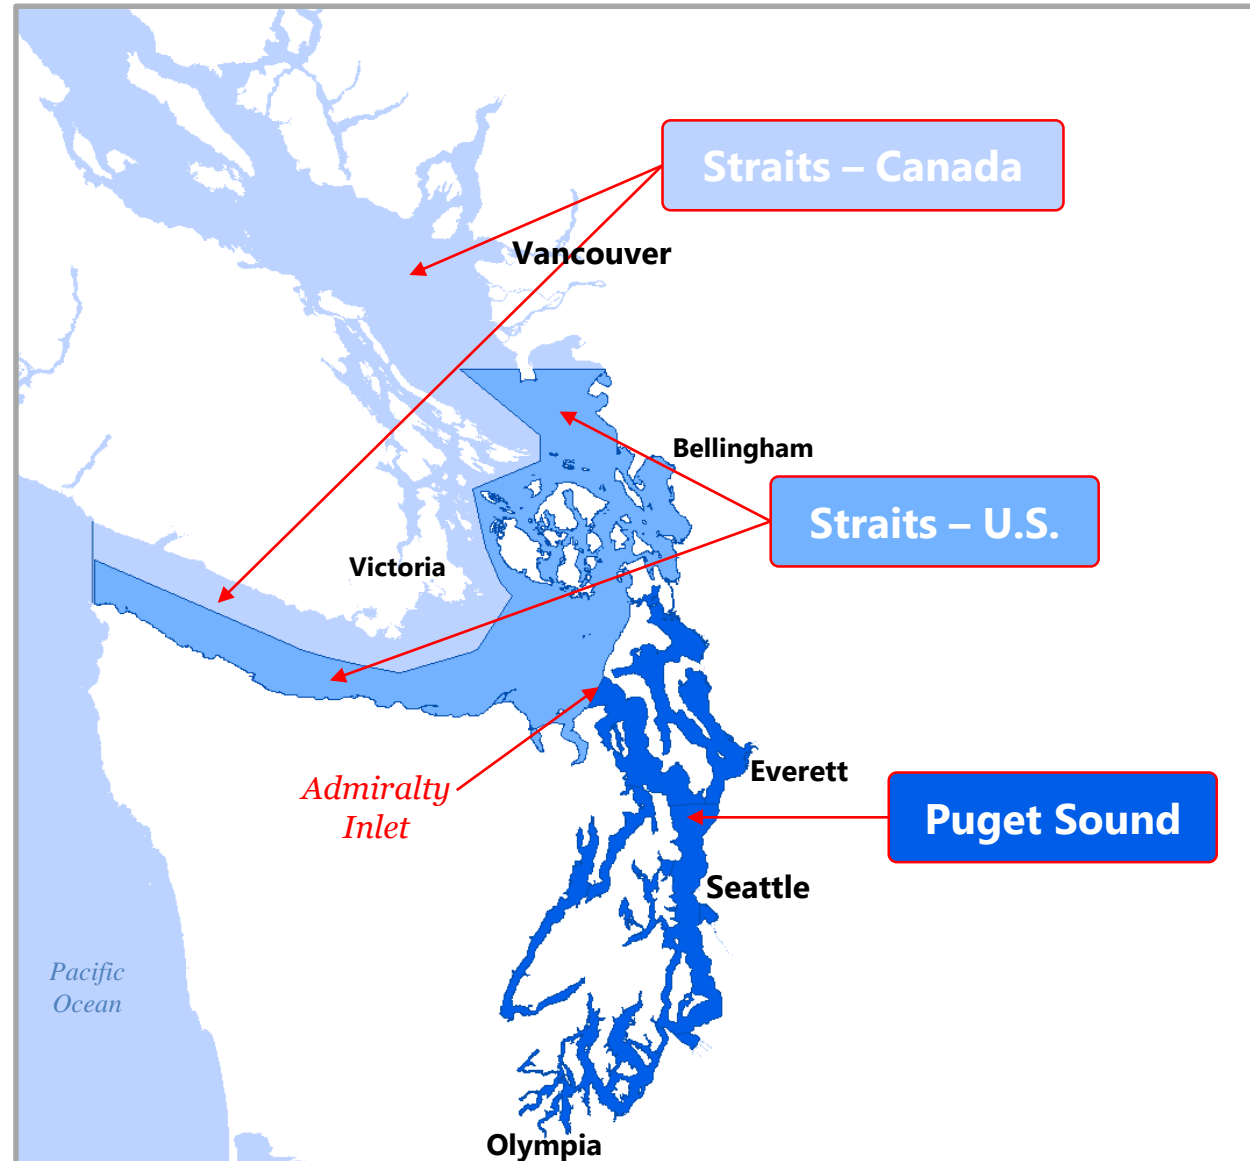 Straits – Canada
Vancouver
Bellingham
Straits – U.S.
Victoria
Admiralty
Inlet
Everett
Puget Sound
Seattle
Pacific
Ocean
Olympia